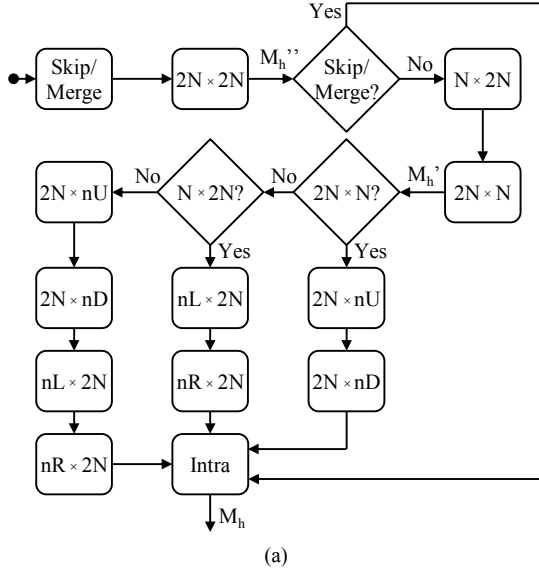 Yes
Skip/
Merge
2N × 2N
M_h''
Skip/
Merge?
No
N × 2N
2N × nU
No
N × 2N?
No
2N × N?
M_h'
2N × N
Yes
Yes
2N × nD
nL × 2N
2N × nU
nL × 2N
nR × 2N
2N × nD
nR × 2N
Intra
M_h
(a)